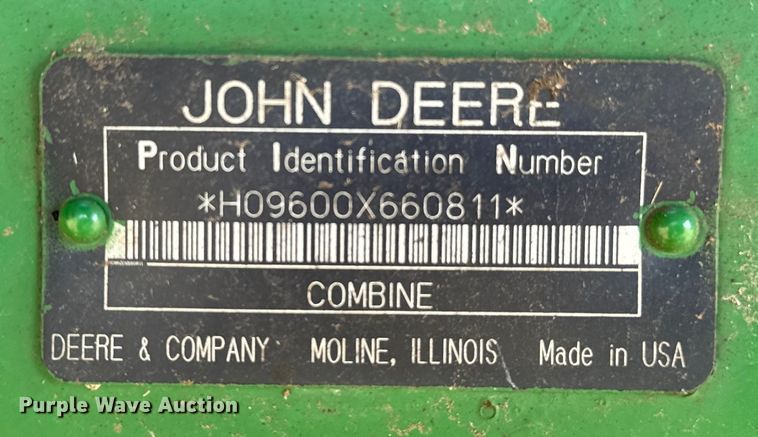 JOHN DEERE
Product Identification Number
*H09600X660811*
COMBINE
DEERE & COMPANY MOLINE, ILLINOIS Made in USA
Purple Wave Auction